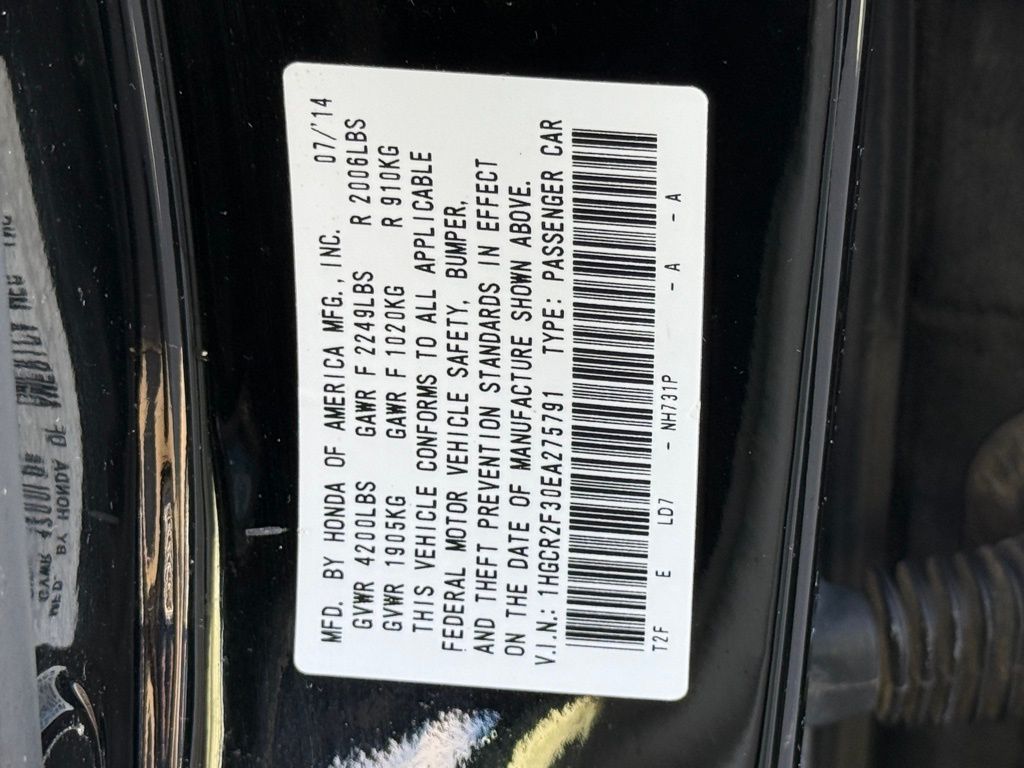 MFD. BY HONDA OF AMERICA MFG., INC. 07/'14
GVWR 4200LBS GAWR F 2249LBS R 2006LBS
GVWR 1905KG GAWR F 1020KG R 910KG
THIS VEHICLE CONFORMS TO ALL APPLICABLE
FEDERAL MOTOR VEHICLE SAFETY, BUMPER,
AND THEFT PREVENTION STANDARDS IN EFFECT
ON THE DATE OF MANUFACTURE SHOWN ABOVE.
V.I.N.: 1HGCR2F30EA275791 TYPE: PASSENGER CAR
T2F E LD7 - NH731P - A - A